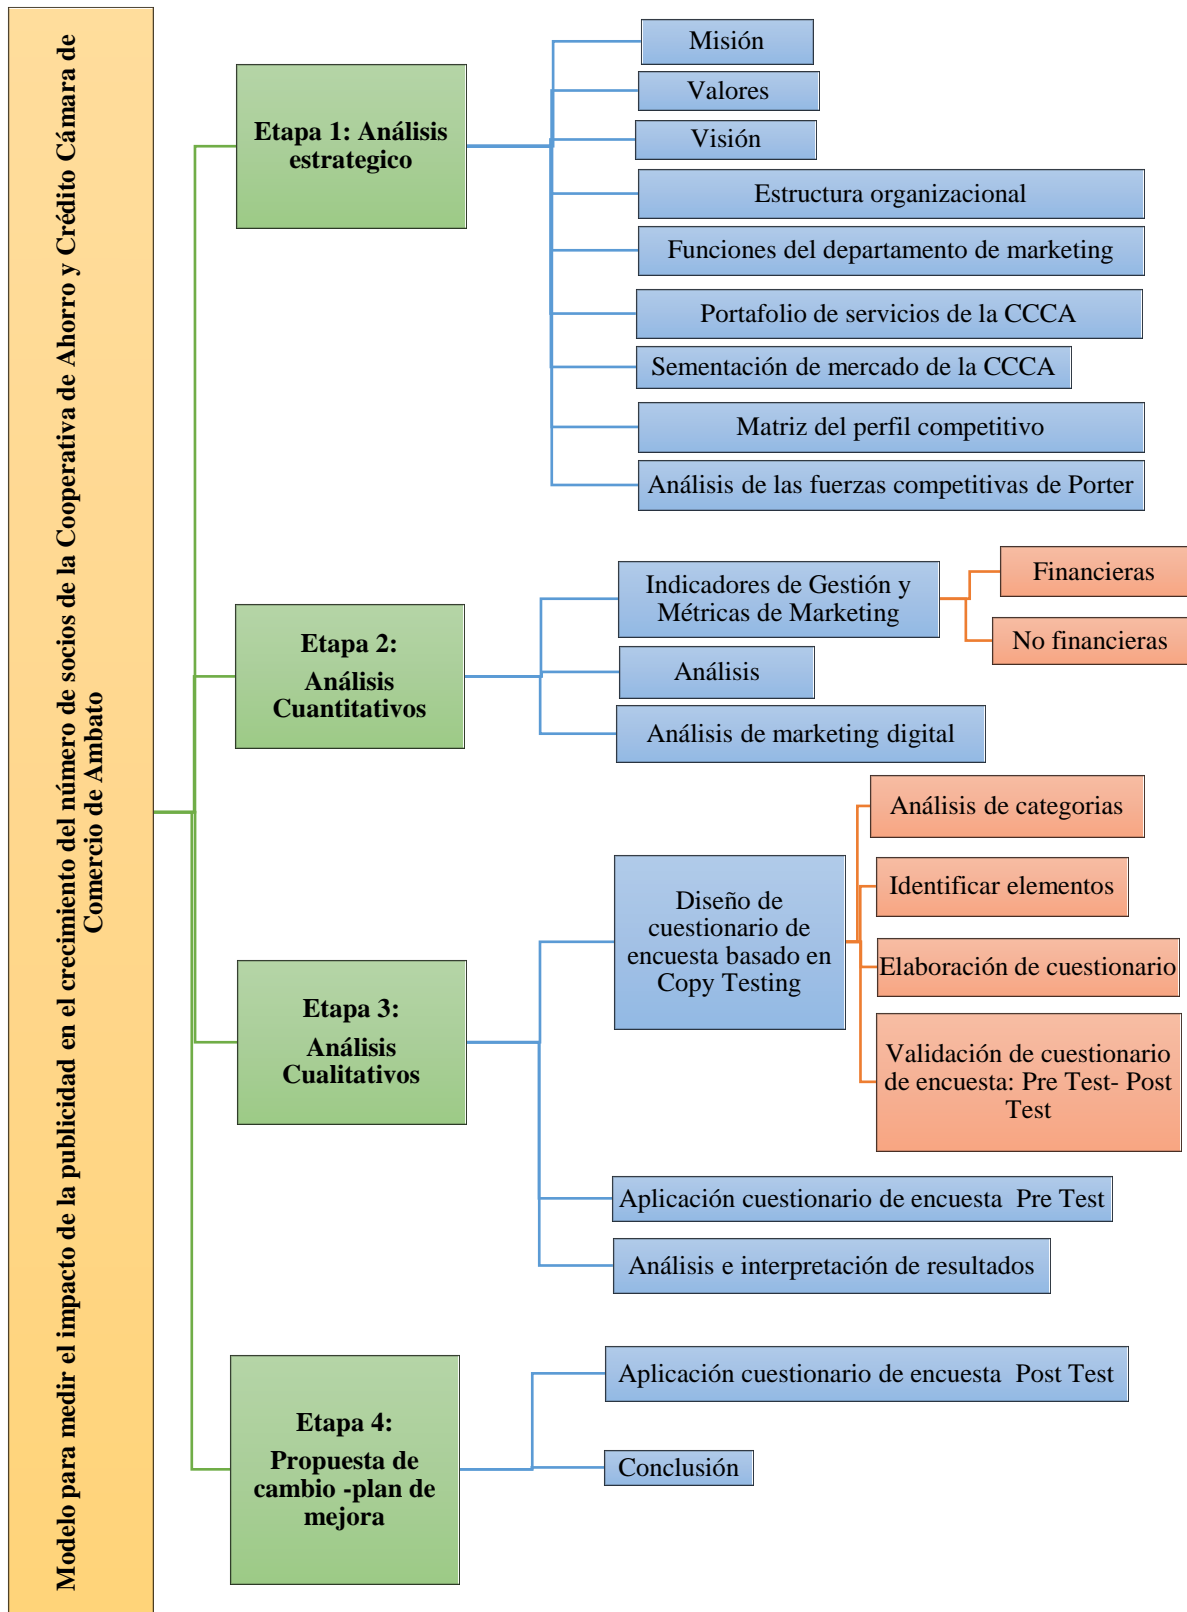 Modelo para medir el impacto de la publicidad en el crecimiento del número de socios de la Cooperativa de Ahorro y Crédito Cámara de
Comercio de Ambato
Etapa 1: Análisis
estrategico
Misión
Valores
Visión
Estructura organizacional
Funciones del departamento de marketing
Portafolio de servicios de la CCCA
Sementación de mercado de la CCCA
Matriz del perfil competitivo
Análisis de las fuerzas competitivas de Porter
Etapa 2:
Análisis
Cuantitativos
Indicadores de Gestión y
Métricas de Marketing
Financieras
No financieras
Análisis
Análisis de marketing digital
Etapa 3:
Análisis
Cualitativos
Diseño de
cuestionario de
encuesta basado en
Copy Testing
Análisis de categorias
Identificar elementos
Elaboración de cuestionario
Validación de cuestionario
de encuesta: Pre Test- Post
Test
Aplicación cuestionario de encuesta  Pre Test
Análisis e interpretación de resultados
Etapa 4:
Propuesta de
cambio -plan de
mejora
Aplicación cuestionario de encuesta  Post Test
Conclusión